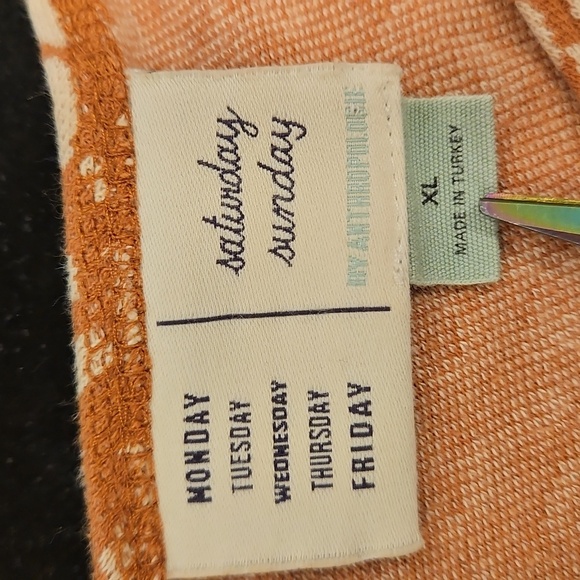 MONDAY
TUESDAY
WEDNESDAY
THURSDAY
FRIDAY
saturday
sunday
BY ANTHROPOLOGIE
XL
MADE IN TURKEY